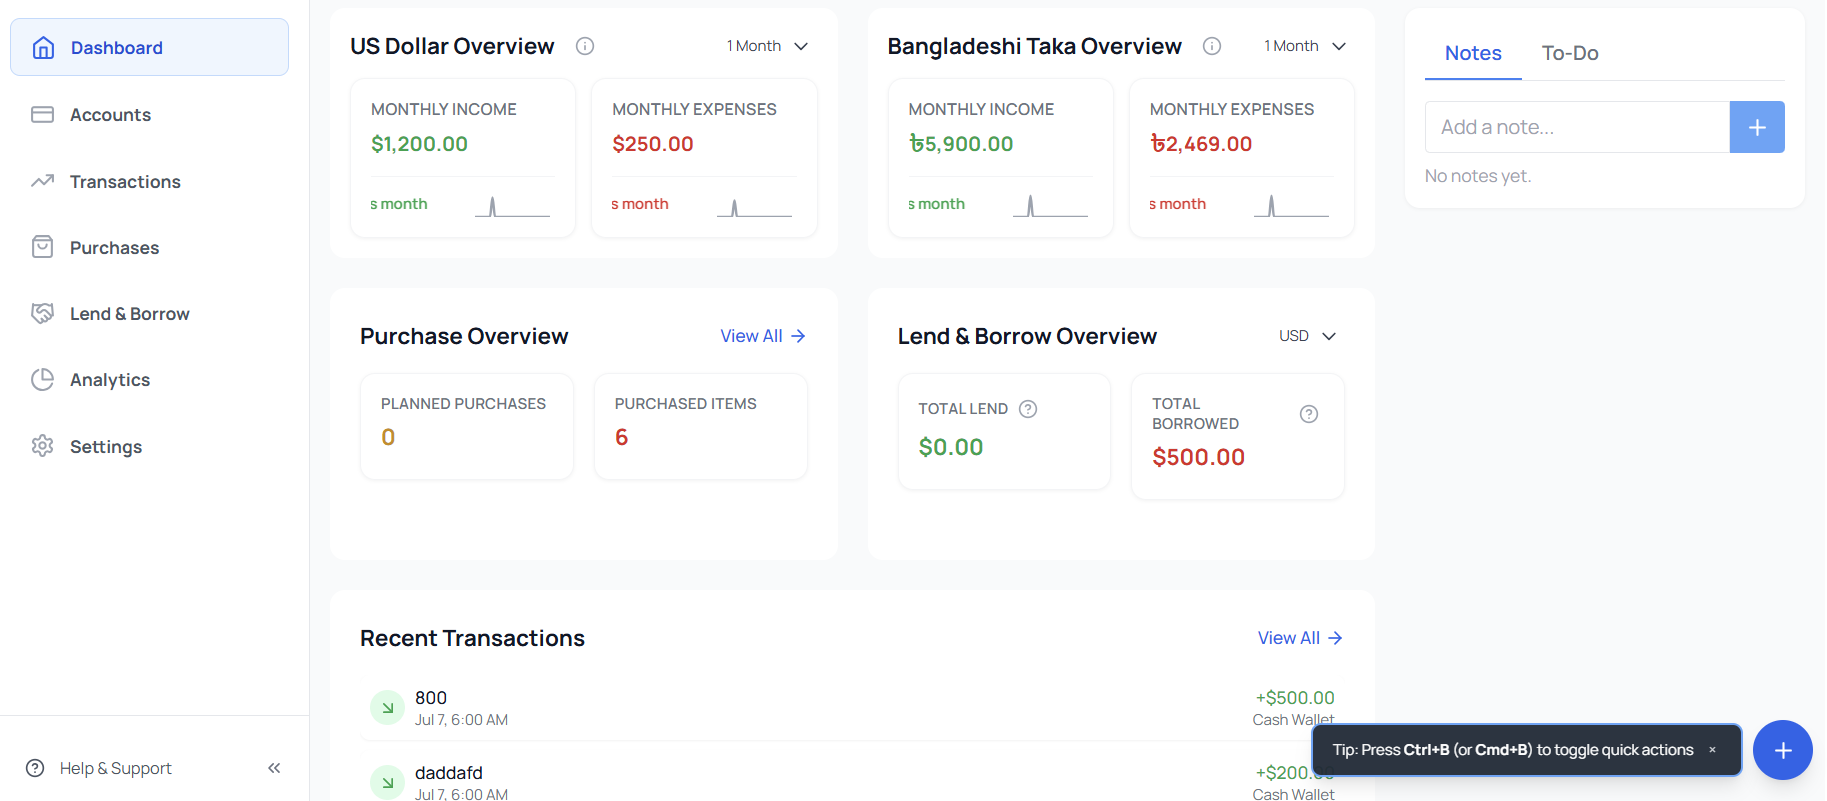 Dashboard
Accounts
Transactions
Purchases
Lend & Borrow
Analytics
Settings
Help & Support
US Dollar Overview
1 Month
MONTHLY INCOME
$1,200.00
s month
MONTHLY EXPENSES
$250.00
s month
Bangladeshi Taka Overview
1 Month
MONTHLY INCOME
৳5,900.00
s month
MONTHLY EXPENSES
৳2,469.00
s month
Purchase Overview
View All
PLANNED PURCHASES
0
PURCHASED ITEMS
6
Lend & Borrow Overview
USD
TOTAL LEND
$0.00
TOTAL
BORROWED
$500.00
Recent Transactions
View All
800
Jul 7, 6:00 AM
+$500.00
Cash Wallet
daddafd
Jul 7, 6:00 AM
+$200.00
Cash Wallet
Notes
To-Do
Add a note...
No notes yet.
Tip: Press Ctrl+B (or Cmd+B) to toggle quick actions ×